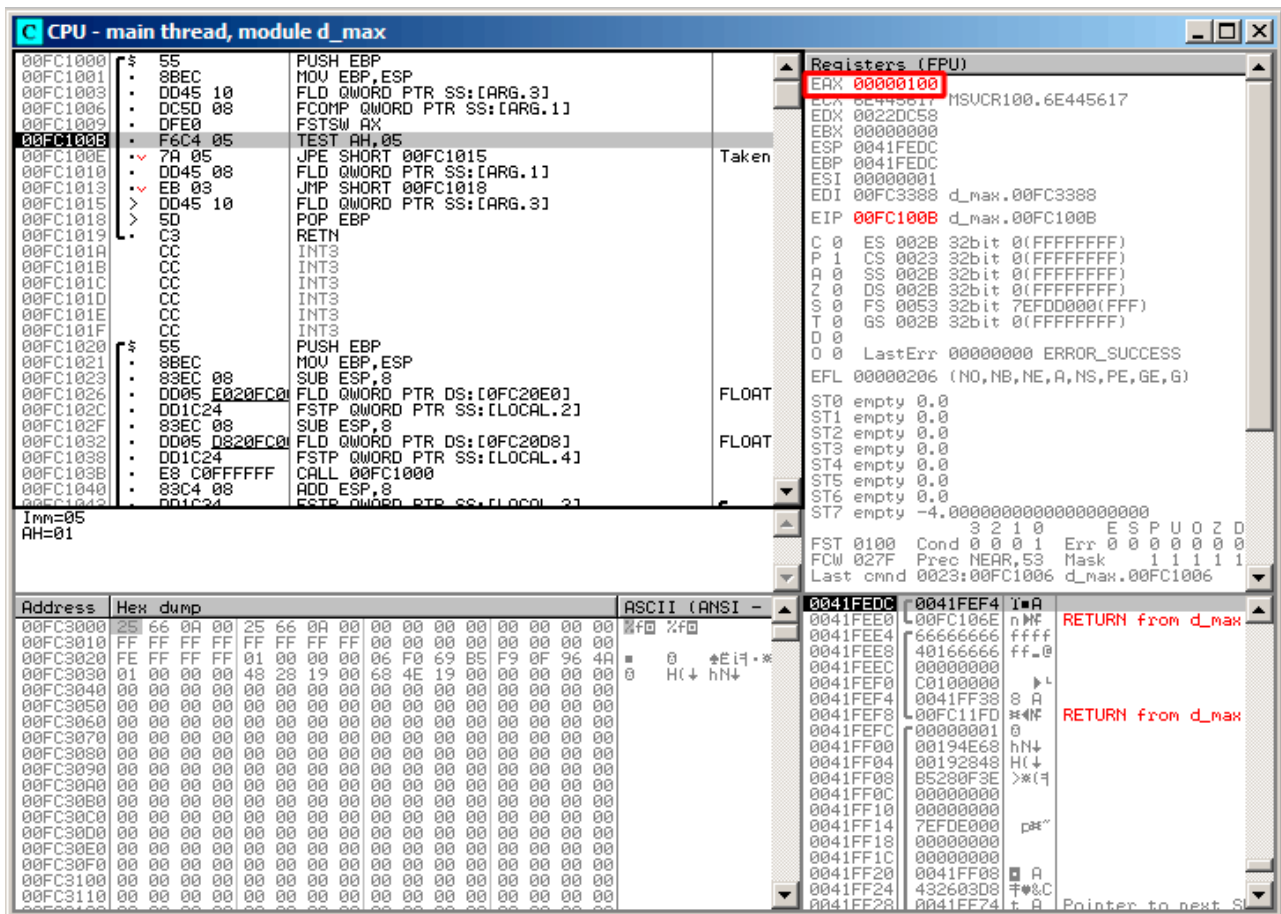 CPU - main thread, module d_max
00FC1000 $ 55 PUSH EBP
00FC1001 . 8BEC MOV EBP,ESP
00FC1003 . DD45 10 FLD QWORD PTR SS:[ARG.3]
00FC1006 . DC5D 08 FCOMP QWORD PTR SS:[ARG.1]
00FC1009 . DFE0 FSTSW AX
00FC100B . F6C4 05 TEST AH,05
00FC100E . 7A 05 JPE SHORT 00FC1015 Taken
00FC1010 . DD45 08 FLD QWORD PTR SS:[ARG.1]
00FC1013 . EB 03 JMP SHORT 00FC1018
00FC1015 > DD45 10 FLD QWORD PTR SS:[ARG.3]
00FC1018 > 5D POP EBP
00FC1019 . C3 RETN
00FC101A CC INT3
00FC101B CC INT3
00FC101C CC INT3
00FC101D CC INT3
00FC101E CC INT3
00FC101F CC INT3
00FC1020 $ 55 PUSH EBP
00FC1021 . 8BEC MOV EBP,ESP
00FC1023 . 83EC 08 SUB ESP,8
00FC1026 . DD05 E020FC0 FLD QWORD PTR DS:[0FC20E0] FLOAT
00FC102C . DD1C24 FSTP QWORD PTR SS:[LOCAL.2]
00FC102F . 83EC 08 SUB ESP,8
00FC1032 . DD05 D820FC0 FLD QWORD PTR DS:[0FC20D8] FLOAT
00FC1038 . DD1C24 FSTP QWORD PTR SS:[LOCAL.4]
00FC103B . E8 C0FFFFFF CALL 00FC1000
00FC1040 . 83C4 08 ADD ESP,8
Imm=05
AH=01
Registers (FPU)
EAX 00000100
ECX 6E445617 MSVCR100.6E445617
EDX 0022DC58
EBX 00000000
ESP 0041FEDC
EBP 0041FEDC
ESI 00000001
EDI 00FC3388 d_max.00FC3388
EIP 00FC100B d_max.00FC100B
C 0 ES 002B 32bit 0(FFFFFFFF)
P 1 CS 0023 32bit 0(FFFFFFFF)
A 0 SS 002B 32bit 0(FFFFFFFF)
Z 0 DS 002B 32bit 0(FFFFFFFF)
S 0 FS 0053 32bit 7EFDD000(FFF)
T 0 GS 002B 32bit 0(FFFFFFFF)
D 0
O 0 LastErr 00000000 ERROR_SUCCESS
EFL 00000206 (NO,NB,NE,A,NS,PE,GE,G)
ST0 empty 0.0
ST1 empty 0.0
ST2 empty 0.0
ST3 empty 0.0
ST4 empty 0.0
ST5 empty 0.0
ST6 empty 0.0
ST7 empty -4.0000000000000000000
3 2 1 0 E S P U O Z D
FST 0100 Cond 0 0 0 1 Err 0 0 0 0 0 0 0
FCW 027F Prec NEAR,53 Mask 1 1 1 1 1
Last cmnd 0023:00FC1006 d_max.00FC1006
Address Hex dump ASCII (ANSI -
00FC3000 25 66 0A 00 25 66 0A 00 00 00 00 00 00 00 00 00 %f %f
00FC3010 FF FF FF FF FF FF FF FF 00 00 00 00 00 00 00 00
00FC3020 FE FF FF FF 01 00 00 00 06 F0 69 B5 F9 0F 96 4A
00FC3030 01 00 00 00 48 28 19 00 68 4E 19 00 00 00 00 00 H( hN
00FC3040 00 00 00 00 00 00 00 00 00 00 00 00 00 00 00 00
00FC3050 00 00 00 00 00 00 00 00 00 00 00 00 00 00 00 00
00FC3060 00 00 00 00 00 00 00 00 00 00 00 00 00 00 00 00
00FC3070 00 00 00 00 00 00 00 00 00 00 00 00 00 00 00 00
00FC3080 00 00 00 00 00 00 00 00 00 00 00 00 00 00 00 00
00FC3090 00 00 00 00 00 00 00 00 00 00 00 00 00 00 00 00
00FC30A0 00 00 00 00 00 00 00 00 00 00 00 00 00 00 00 00
00FC30B0 00 00 00 00 00 00 00 00 00 00 00 00 00 00 00 00
00FC30C0 00 00 00 00 00 00 00 00 00 00 00 00 00 00 00 00
00FC30D0 00 00 00 00 00 00 00 00 00 00 00 00 00 00 00 00
00FC30E0 00 00 00 00 00 00 00 00 00 00 00 00 00 00 00 00
00FC30F0 00 00 00 00 00 00 00 00 00 00 00 00 00 00 00 00
00FC3100 00 00 00 00 00 00 00 00 00 00 00 00 00 00 00 00
00FC3110 00 00 00 00 00 00 00 00 00 00 00 00 00 00 00 00
0041FEDC 0041FEF4
0041FEE0 00FC106E RETURN from d_max
0041FEE4 66666666 ffff
0041FEE8 40166666
0041FEEC 00000000
0041FEF0 C0100000
0041FEF4 0041FF38 8 A
0041FEF8 00FC11FD RETURN from d_max
0041FEFC 00000001
0041FF00 00194E68 hN
0041FF04 00192848 H(
0041FF08 B5280F3E
0041FF0C 00000000
0041FF10 00000000
0041FF14 7EFDE000
0041FF18 00000000
0041FF1C 00000000
0041FF20 0041FF08
0041FF24 432603D8
0041FF28 0041FF74 t A Pointer to next